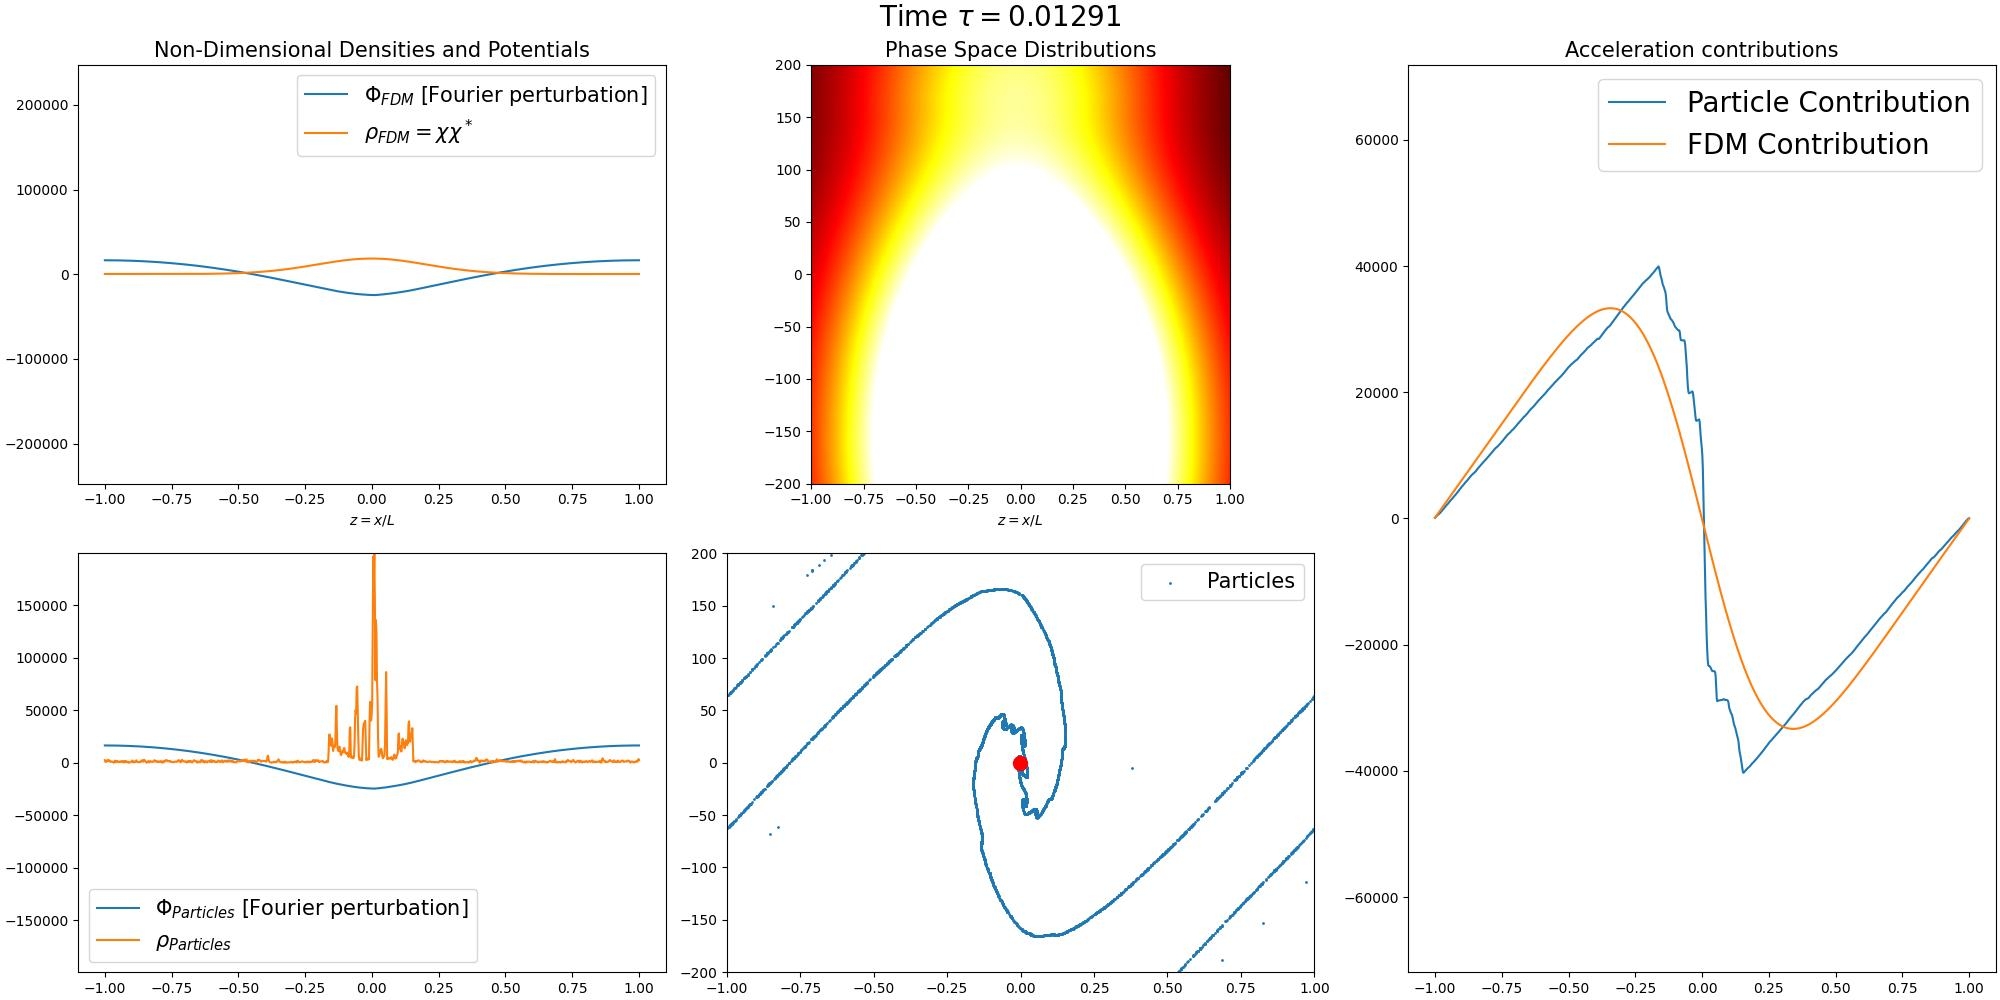 Time τ = 0.01291
Non-Dimensional Densities and Potentials
Φ_FDM [Fourier perturbation]
ρ_FDM = χχ*
200000
100000
0
−100000
−200000
−1.00 −0.75 −0.50 −0.25 0.00 0.25 0.50 0.75 1.00
z = x/L
Phase Space Distributions
200
150
100
50
0
−50
−100
−150
−200
−1.00 −0.75 −0.50 −0.25 0.00 0.25 0.50 0.75 1.00
z = x/L
Acceleration contributions
Particle Contribution
FDM Contribution
60000
40000
20000
0
−20000
−40000
−60000
−1.00 −0.75 −0.50 −0.25 0.00 0.25 0.50 0.75 1.00
150000
100000
50000
0
−50000
−100000
−150000
Φ_Particles [Fourier perturbation]
ρ_Particles
−1.00 −0.75 −0.50 −0.25 0.00 0.25 0.50 0.75 1.00
Particles
200
150
100
50
0
−50
−100
−150
−200
−1.00 −0.75 −0.50 −0.25 0.00 0.25 0.50 0.75 1.00